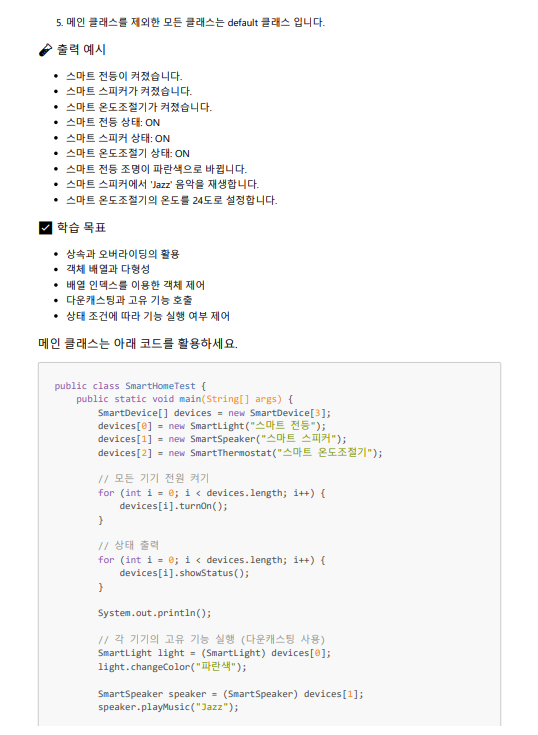 5. 메인 클래스를 제외한 모든 클래스는 default 클래스 입니다.
출력 예시
• 스마트 전등이 켜졌습니다.
• 스마트 스피커가 켜졌습니다.
• 스마트 온도조절기가 켜졌습니다.
• 스마트 전등 상태: ON
• 스마트 스피커 상태: ON
• 스마트 온도조절기 상태: ON
• 스마트 전등 조명이 파란색으로 바뀝니다.
• 스마트 스피커에서 'Jazz' 음악을 재생합니다.
• 스마트 온도조절기의 온도를 24도로 설정합니다.
학습 목표
• 상속과 오버라이딩의 활용
• 객체 배열과 다형성
• 배열 인덱스를 이용한 객체 제어
• 다운캐스팅과 고유 기능 호출
• 상태 조건에 따라 기능 실행 여부 제어
메인 클래스는 아래 코드를 활용하세요.
public class SmartHomeTest {
    public static void main(String[] args) {
        SmartDevice[] devices = new SmartDevice[3];
        devices[0] = new SmartLight("스마트 전등");
        devices[1] = new SmartSpeaker("스마트 스피커");
        devices[2] = new SmartThermostat("스마트 온도조절기");
        // 모든 기기 전원 켜기
        for (int i = 0; i < devices.length; i++) {
            devices[i].turnOn();
        }
        // 상태 출력
        for (int i = 0; i < devices.length; i++) {
            devices[i].showStatus();
        }
        System.out.println();
        // 각 기기의 고유 기능 실행 (다운캐스팅 사용)
        SmartLight light = (SmartLight) devices[0];
        light.changeColor("파란색");
        SmartSpeaker speaker = (SmartSpeaker) devices[1];
        speaker.playMusic("Jazz");